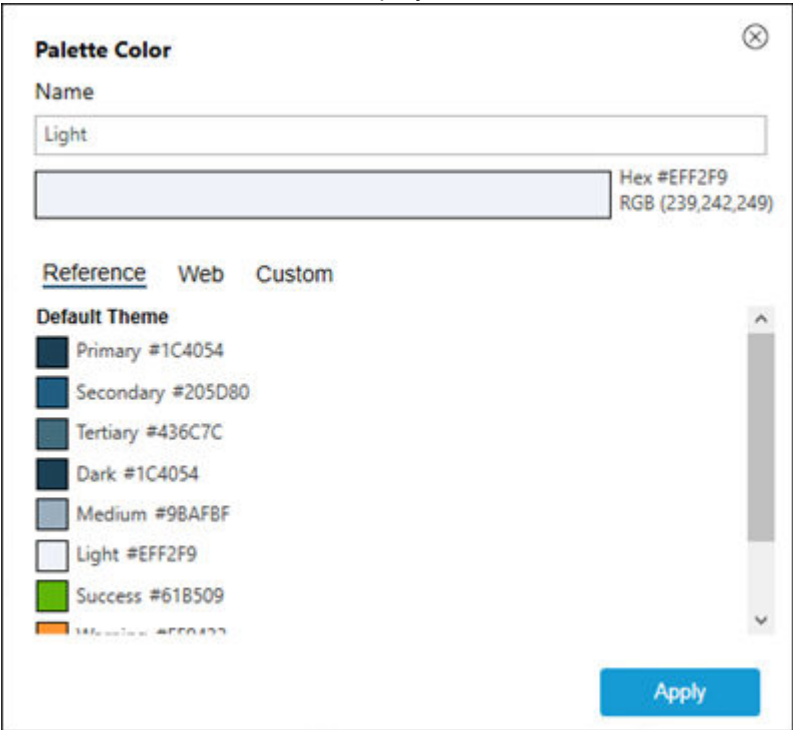 Palette Color
Name
Light
Hex #EFF2F9
RGB (239,242,249)
Reference Web Custom
Default Theme
Primary #1C4054
Secondary #205D80
Tertiary #436C7C
Dark #1C4054
Medium #9BAFBF
Light #EFF2F9
Success #61B509
Apply